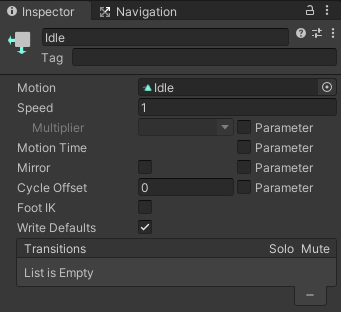 Inspector Navigation
Idle
Tag
Motion Idle
Speed 1
Multiplier Parameter
Motion Time Parameter
Mirror Parameter
Cycle Offset 0 Parameter
Foot IK
Write Defaults
Transitions Solo Mute
List is Empty